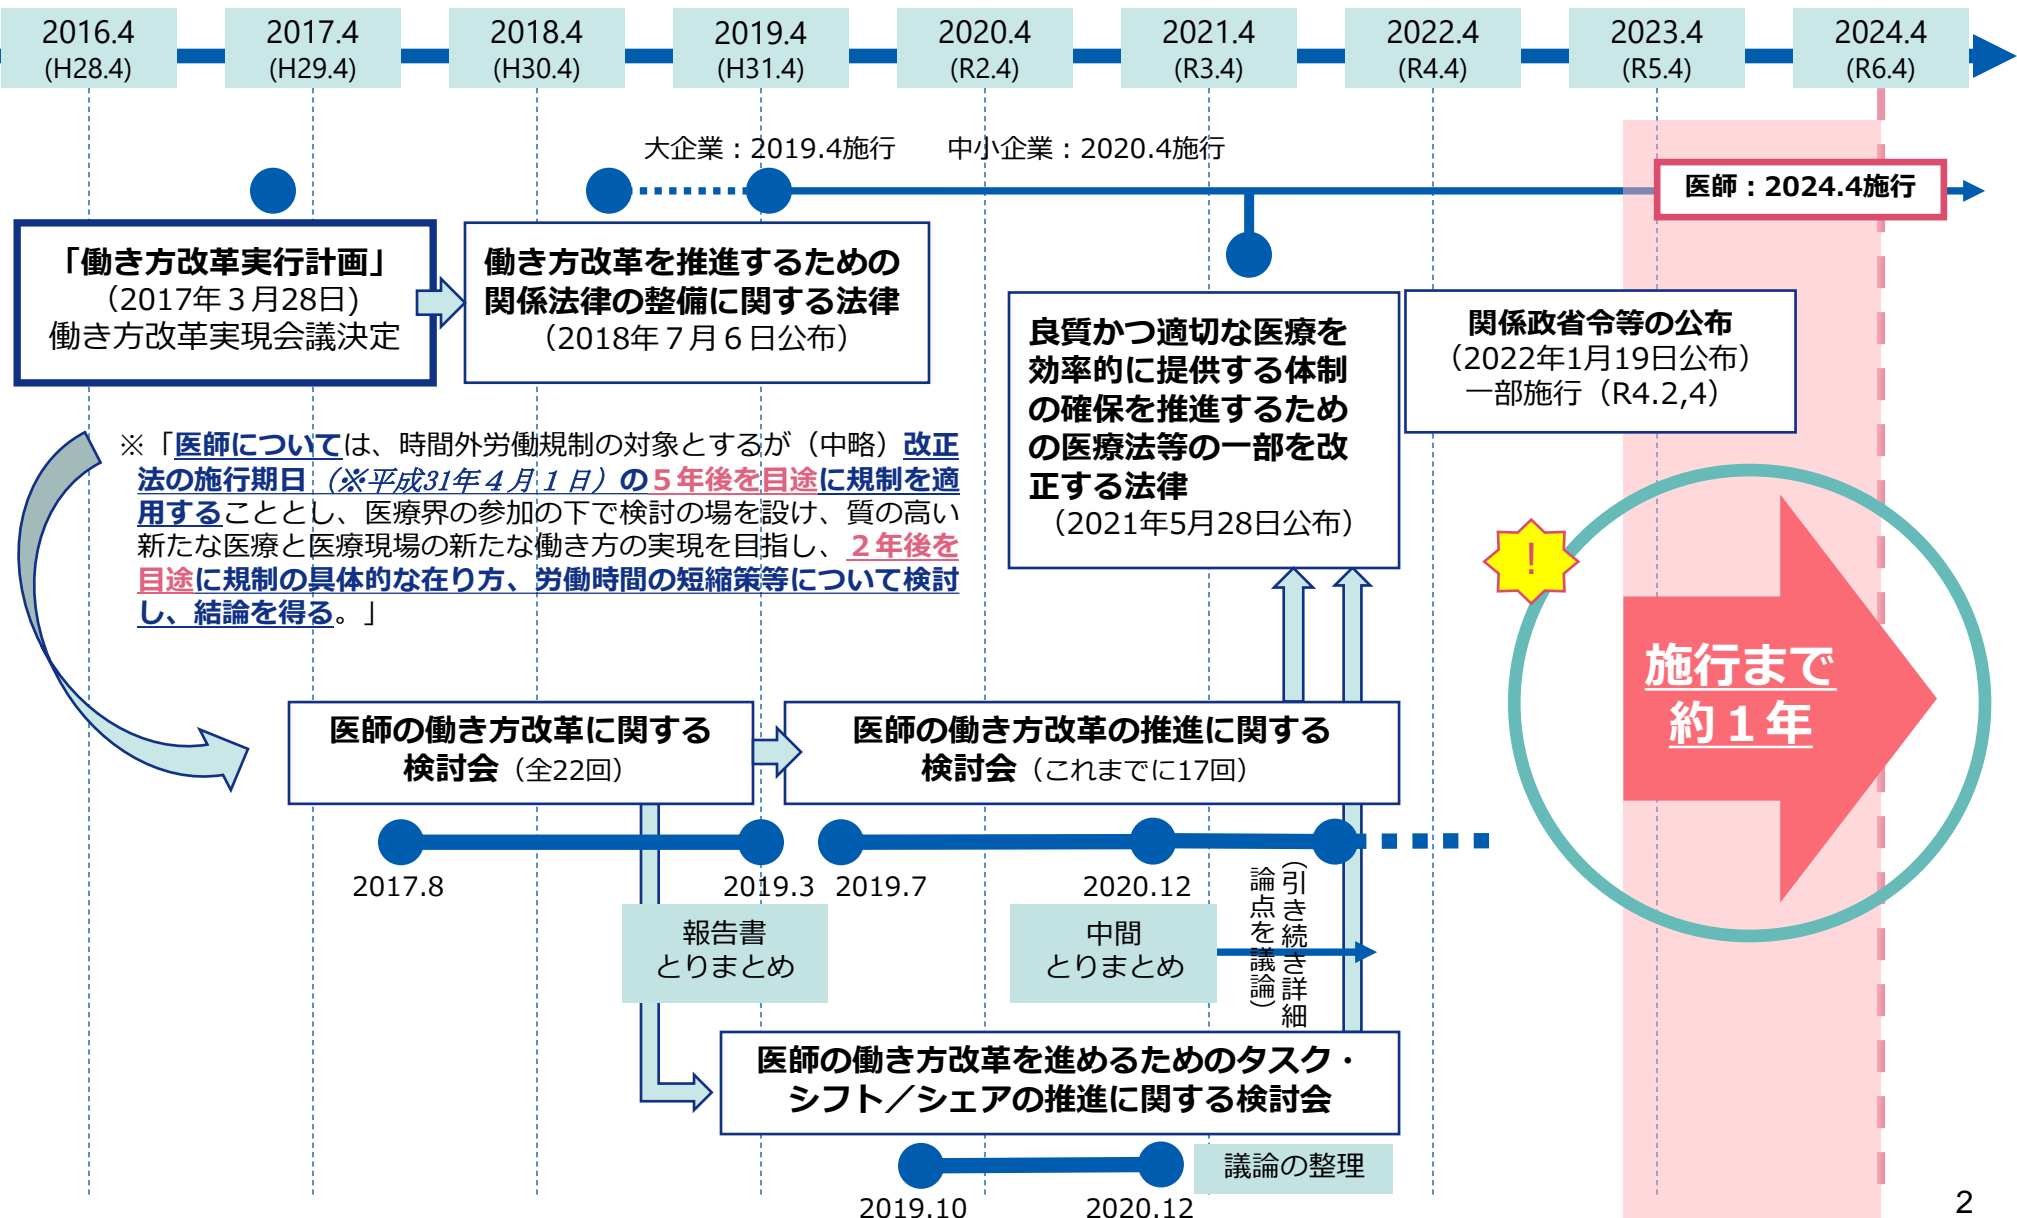 2016.4
(H28.4)
2017.4
(H29.4)
2018.4
(H30.4)
2019.4
(H31.4)
2020.4
(R2.4)
2021.4
(R3.4)
2022.4
(R4.4)
2023.4
(R5.4)
2024.4
(R6.4)
大企業：2019.4施行
中小企業：2020.4施行
医師：2024.4施行
「働き方改革実行計画」
（2017年３月28日)
働き方改革実現会議決定
働き方改革を推進するための
関係法律の整備に関する法律
（2018年７月６日公布）
良質かつ適切な医療を
効率的に提供する体制
の確保を推進するため
の医療法等の一部を改
正する法律
（2021年5月28日公布）
関係政省令等の公布
（2022年1月19日公布）
一部施行（R4.2,4）
※「医師については、時間外労働規制の対象とするが（中略）改正
法の施行期日（※平成31年４月１日）の５年後を目途に規制を適
用することとし、医療界の参加の下で検討の場を設け、質の高い
新たな医療と医療現場の新たな働き方の実現を目指し、２年後を
目途に規制の具体的な在り方、労働時間の短縮策等について検討
し、結論を得る。」
！
施行まで
約１年
医師の働き方改革に関する
検討会（全22回）
医師の働き方改革の推進に関する
検討会（これまでに17回）
2017.8
2019.3
2019.7
2020.12
報告書
とりまとめ
中間
とりまとめ
（引き続き詳細
論点を議論）
医師の働き方改革を進めるためのタスク・
シフト／シェアの推進に関する検討会
議論の整理
2019.10
2020.12
2